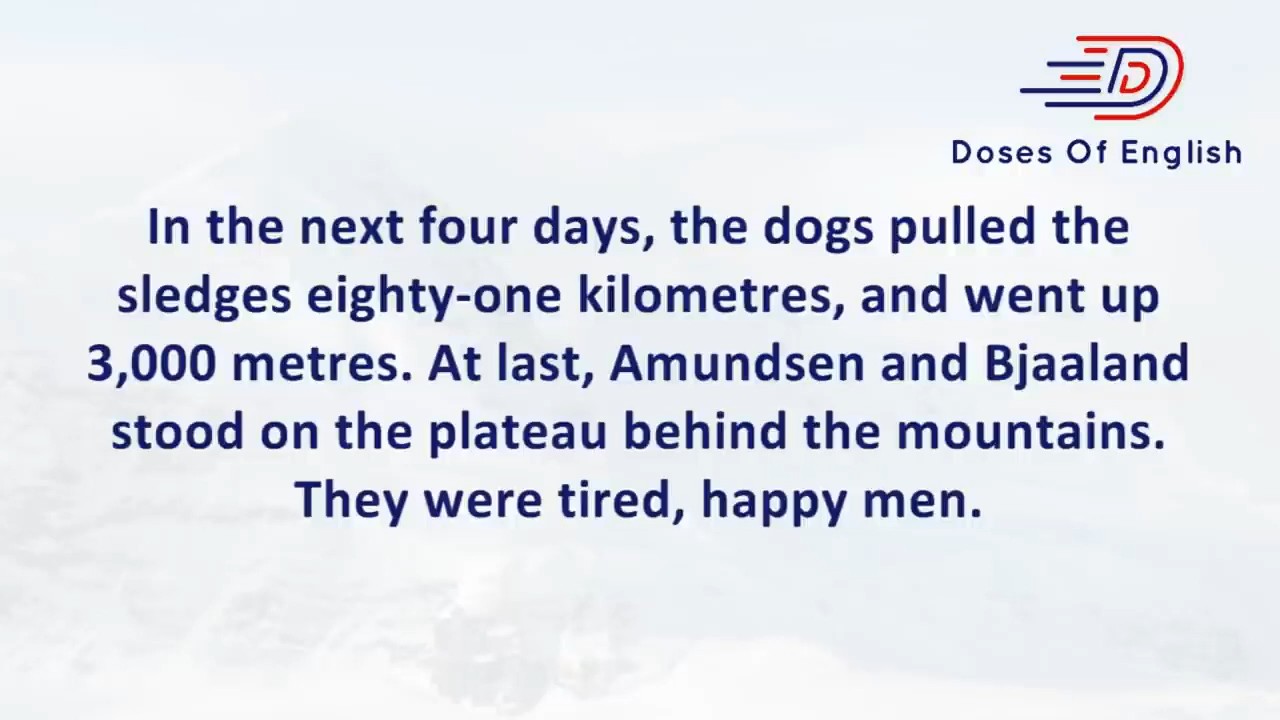 Doses Of English
In the next four days, the dogs pulled the
sledges eighty-one kilometres, and went up
3,000 metres. At last, Amundsen and Bjaaland
stood on the plateau behind the mountains.
They were tired, happy men.